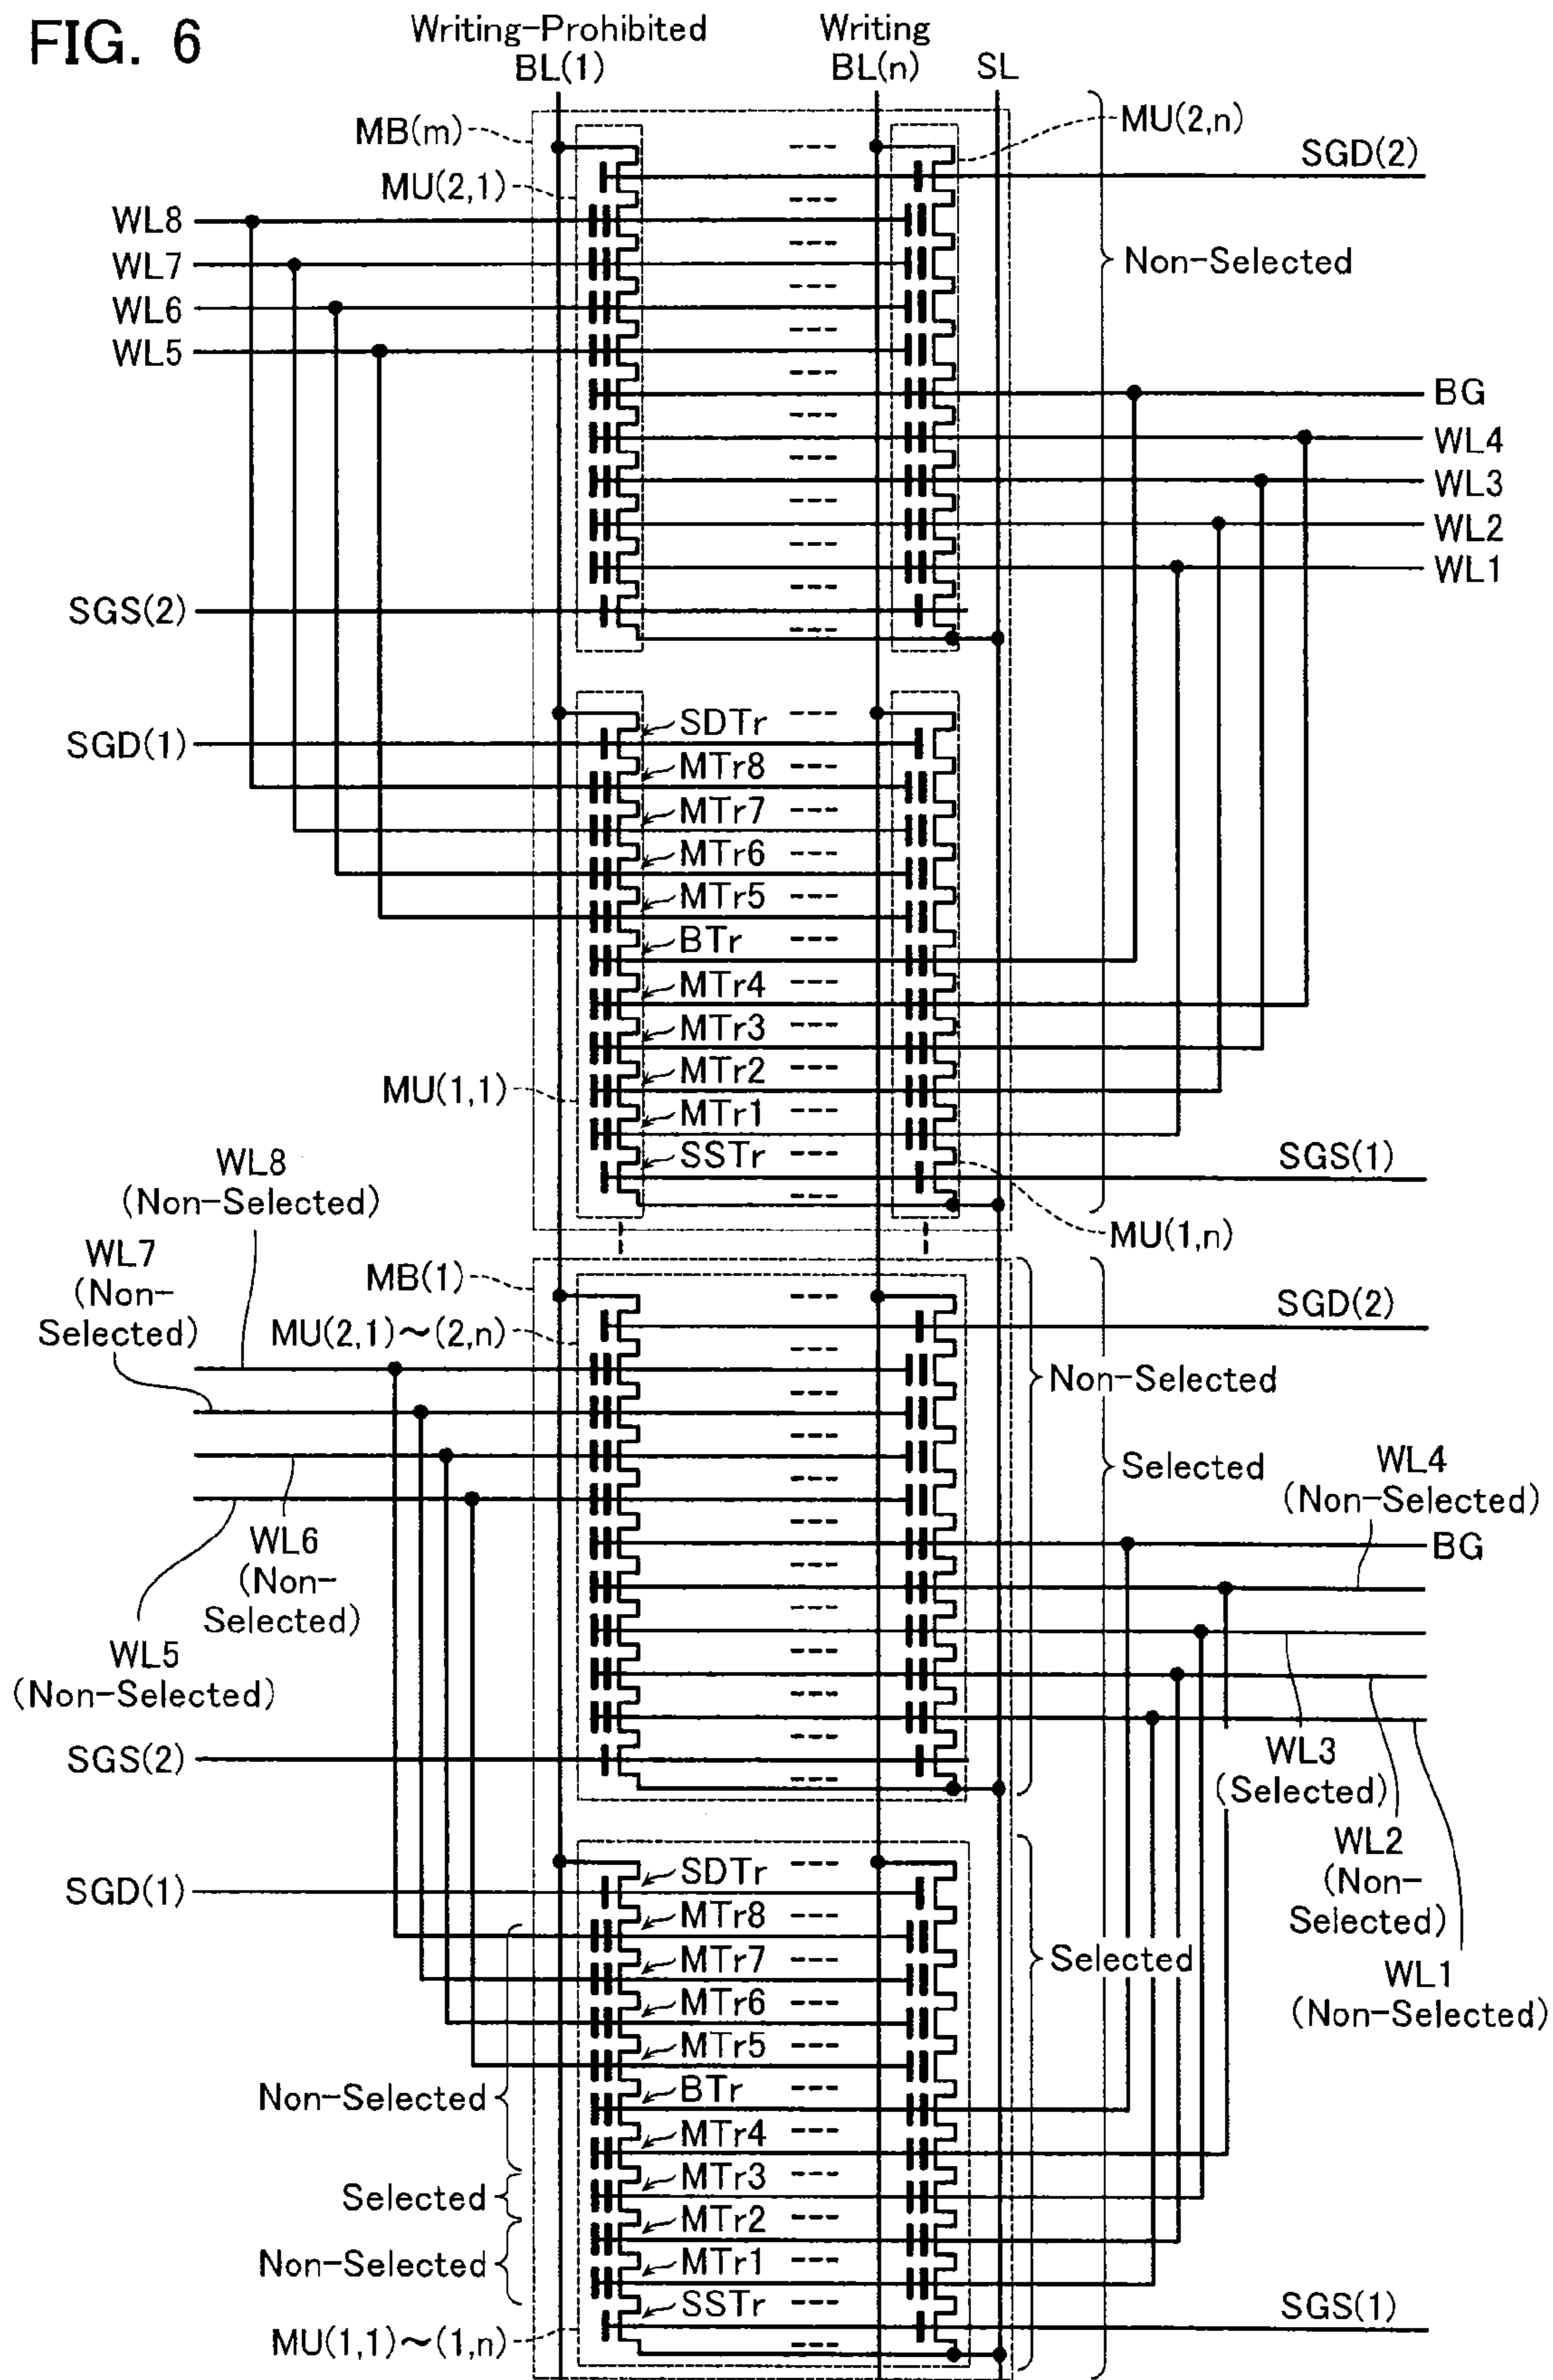 FIG. 6
Writing-Prohibited
BL(1)
Writing
BL(n)
SL
MB(m)
MU(2,n)
SGD(2)
MU(2,1)
WL8
WL7
WL6
WL5
Non-Selected
BG
WL4
WL3
WL2
WL1
SGS(2)
SGD(1)
SDTr
MTr8
MTr7
MTr6
MTr5
BTr
MTr4
MTr3
MTr2
MTr1
SSTr
MU(1,1)
SGS(1)
MU(1,n)
WL8
(Non-Selected)
WL7
(Non-
Selected)
MB(1)
MU(2,1)~(2,n)
SGD(2)
Non-Selected
Selected
WL4
(Non-Selected)
BG
WL6
(Non-
Selected)
WL5
(Non-Selected)
SGS(2)
WL3
(Selected)
WL2
(Non-
Selected)
WL1
(Non-Selected)
SGD(1)
SDTr
MTr8
MTr7
MTr6
MTr5
BTr
MTr4
MTr3
MTr2
MTr1
SSTr
Selected
Non-Selected
Selected
Non-Selected
MU(1,1)~(1,n)
SGS(1)